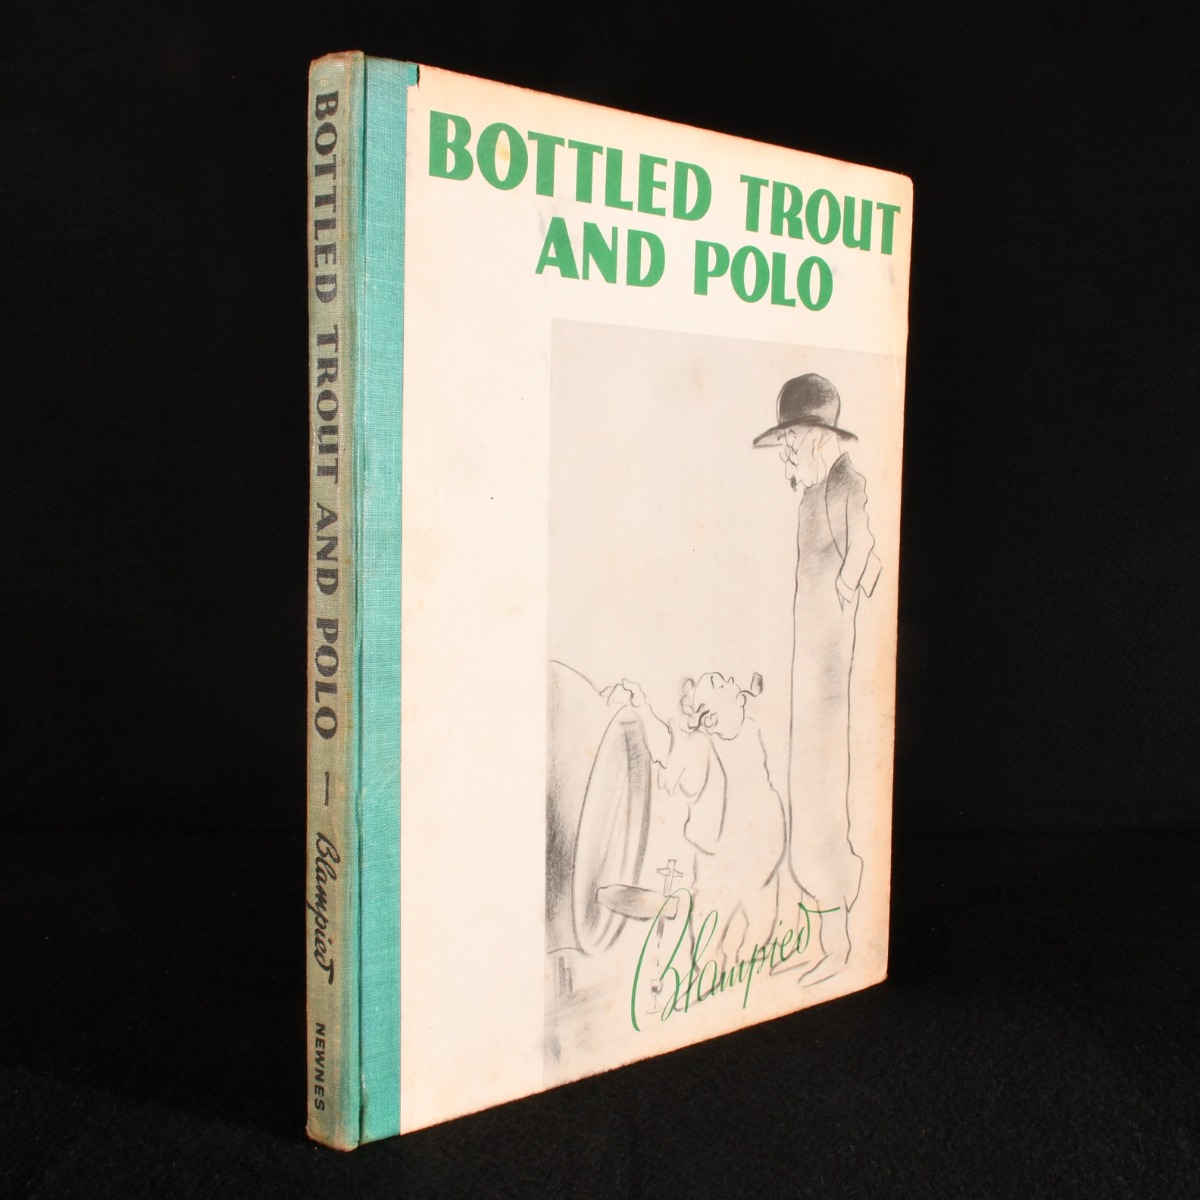 BOTTLED TROUT AND POLO — Blampied NEWNES
BOTTLED TROUT
AND POLO
Blampied